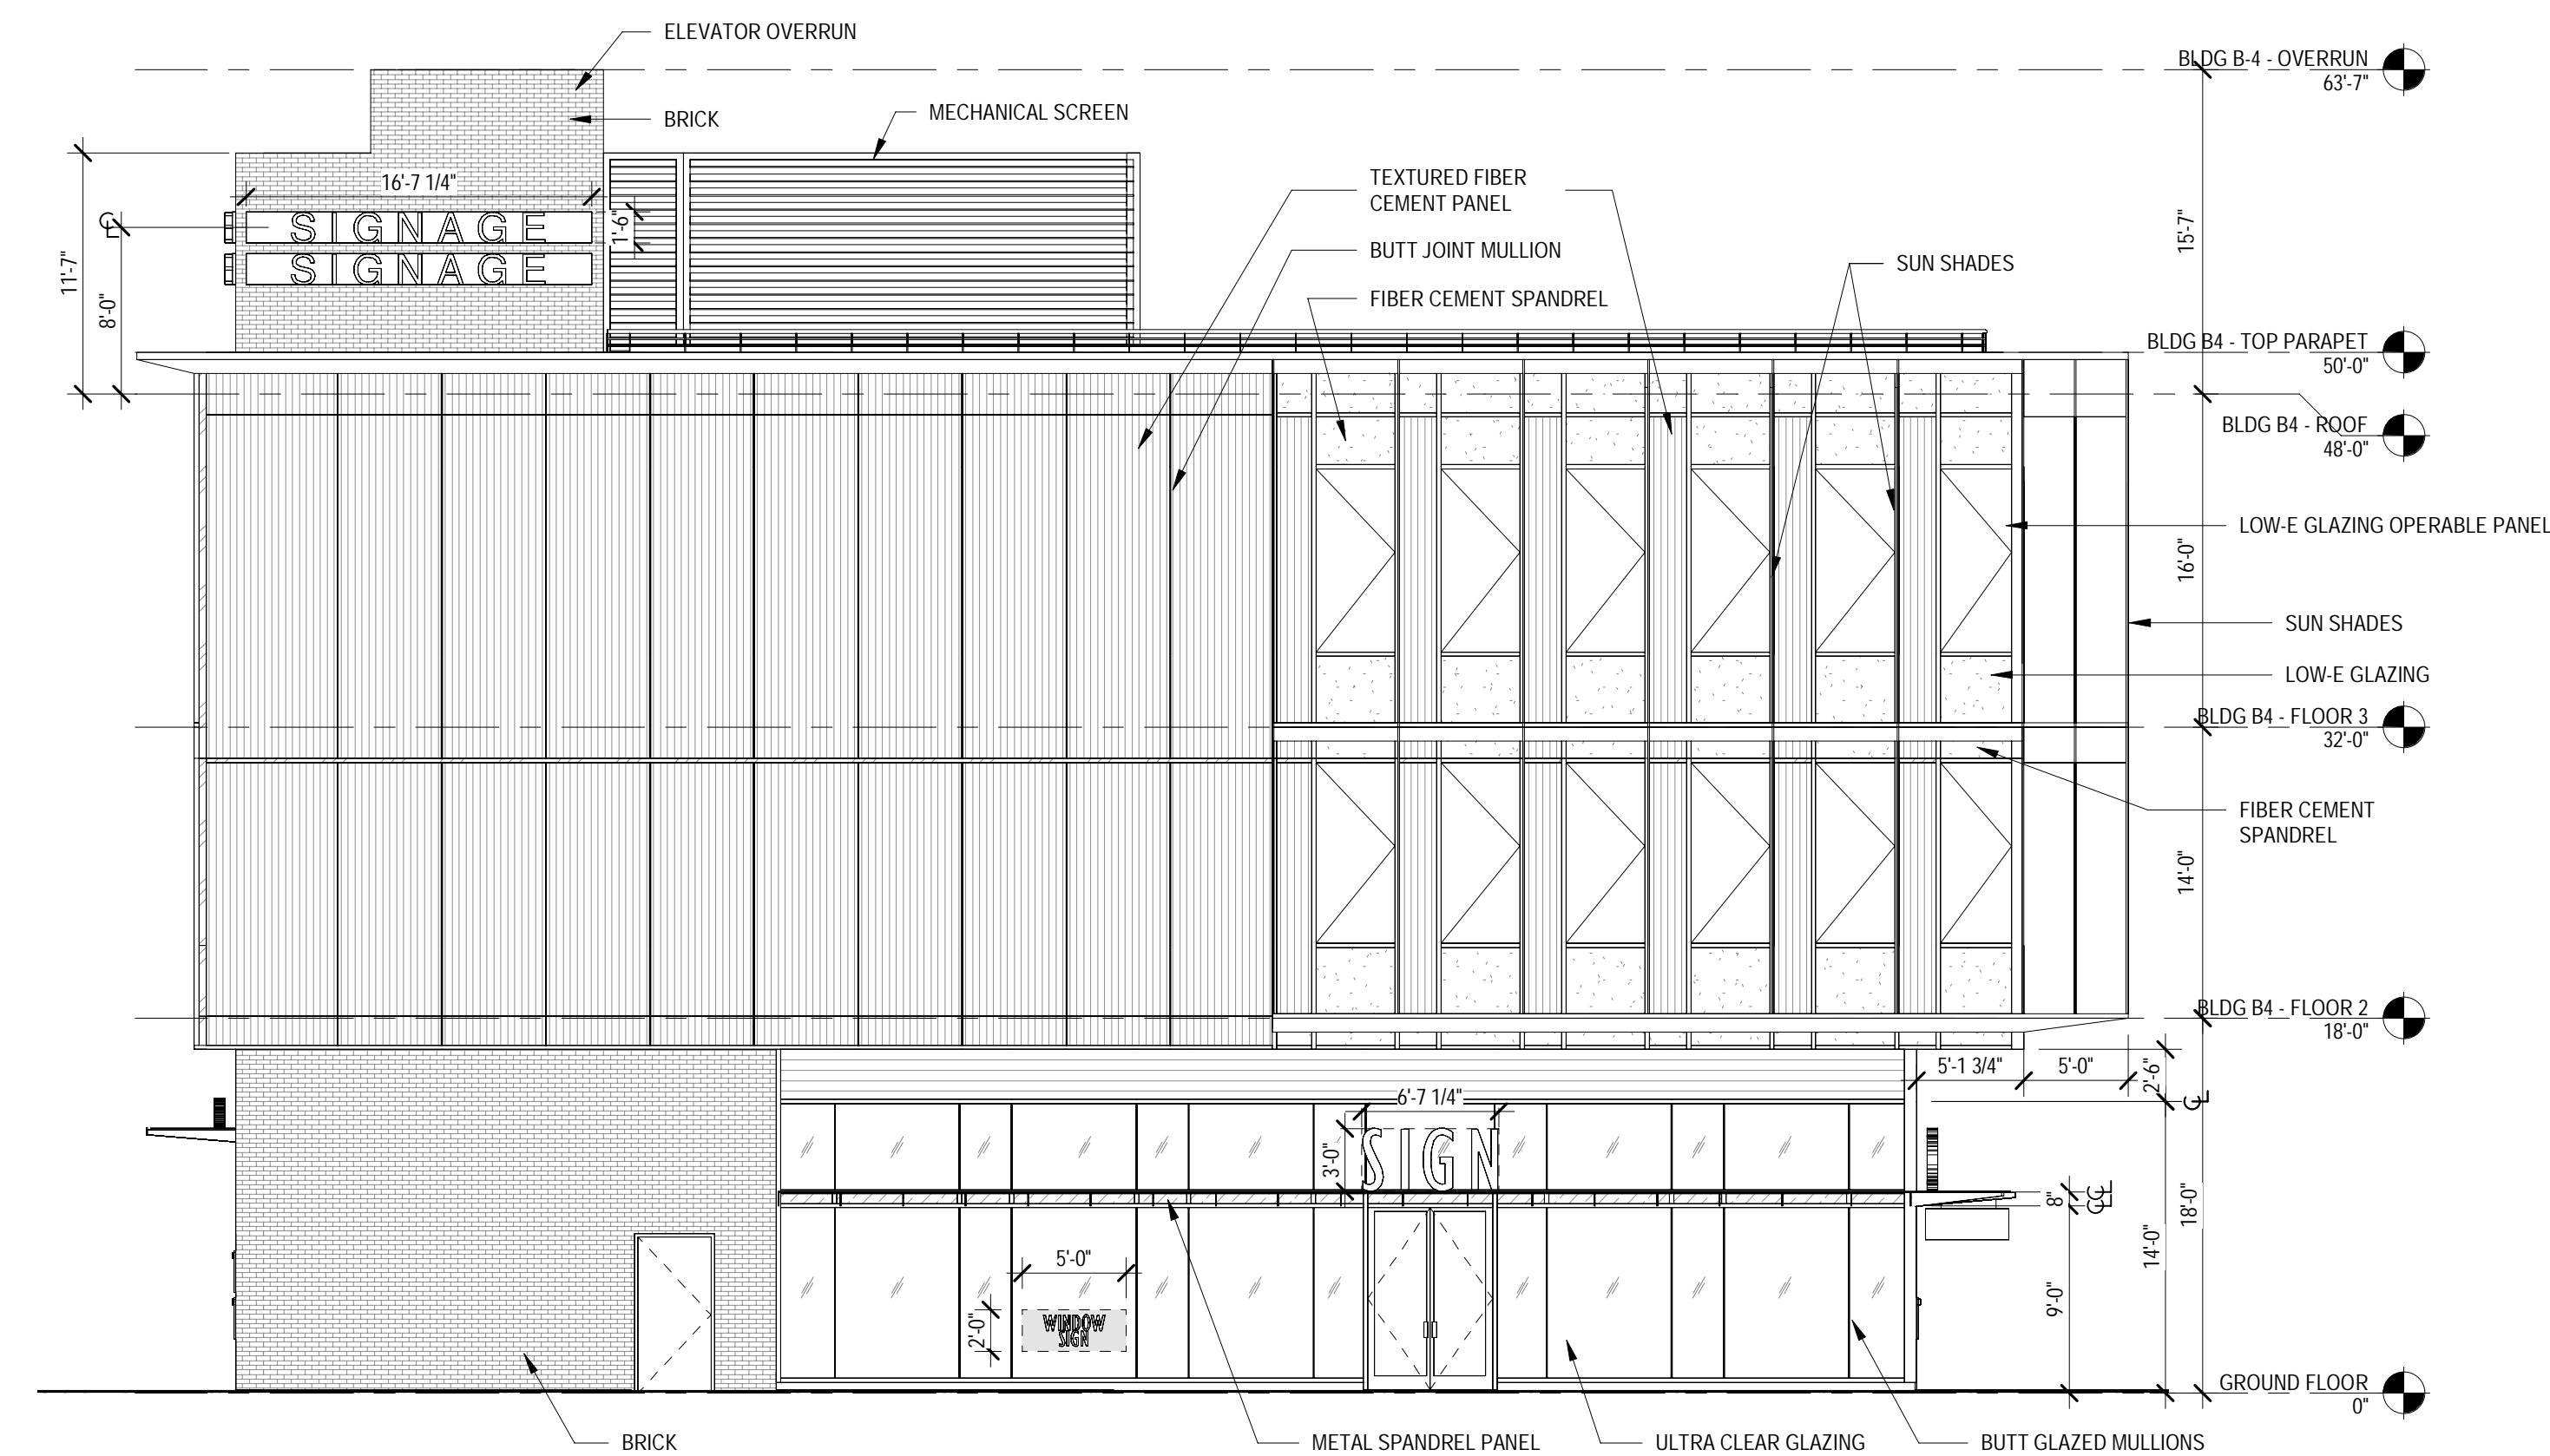 ELEVATOR OVERRUN
BLDG B-4 - OVERRUN
63'-7"
MECHANICAL SCREEN
BRICK
TEXTURED FIBER
CEMENT PANEL
16'-7 1/4"
SIGNAGE
SIGNAGE
1'-6"
11'-7"
8'-0"
CL
BUTT JOINT MULLION
SUN SHADES
FIBER CEMENT SPANDREL
15'-7"
BLDG B4 - TOP PARAPET
50'-0"
BLDG B4 - ROOF
48'-0"
LOW-E GLAZING OPERABLE PANEL
16'-0"
SUN SHADES
LOW-E GLAZING
BLDG B4 - FLOOR 3
32'-0"
FIBER CEMENT
SPANDREL
14'-0"
BLDG B4 - FLOOR 2
18'-0"
5'-1 3/4"
5'-0"
2'-6"
CL
6'-7 1/4"
3'-0"
SIGN
8"
CL
CL
18'-0"
14'-0"
9'-0"
5'-0"
2'-0"
WINDOW
SIGN
GROUND FLOOR
0"
BRICK
METAL SPANDREL PANEL
ULTRA CLEAR GLAZING
BUTT GLAZED MULLIONS